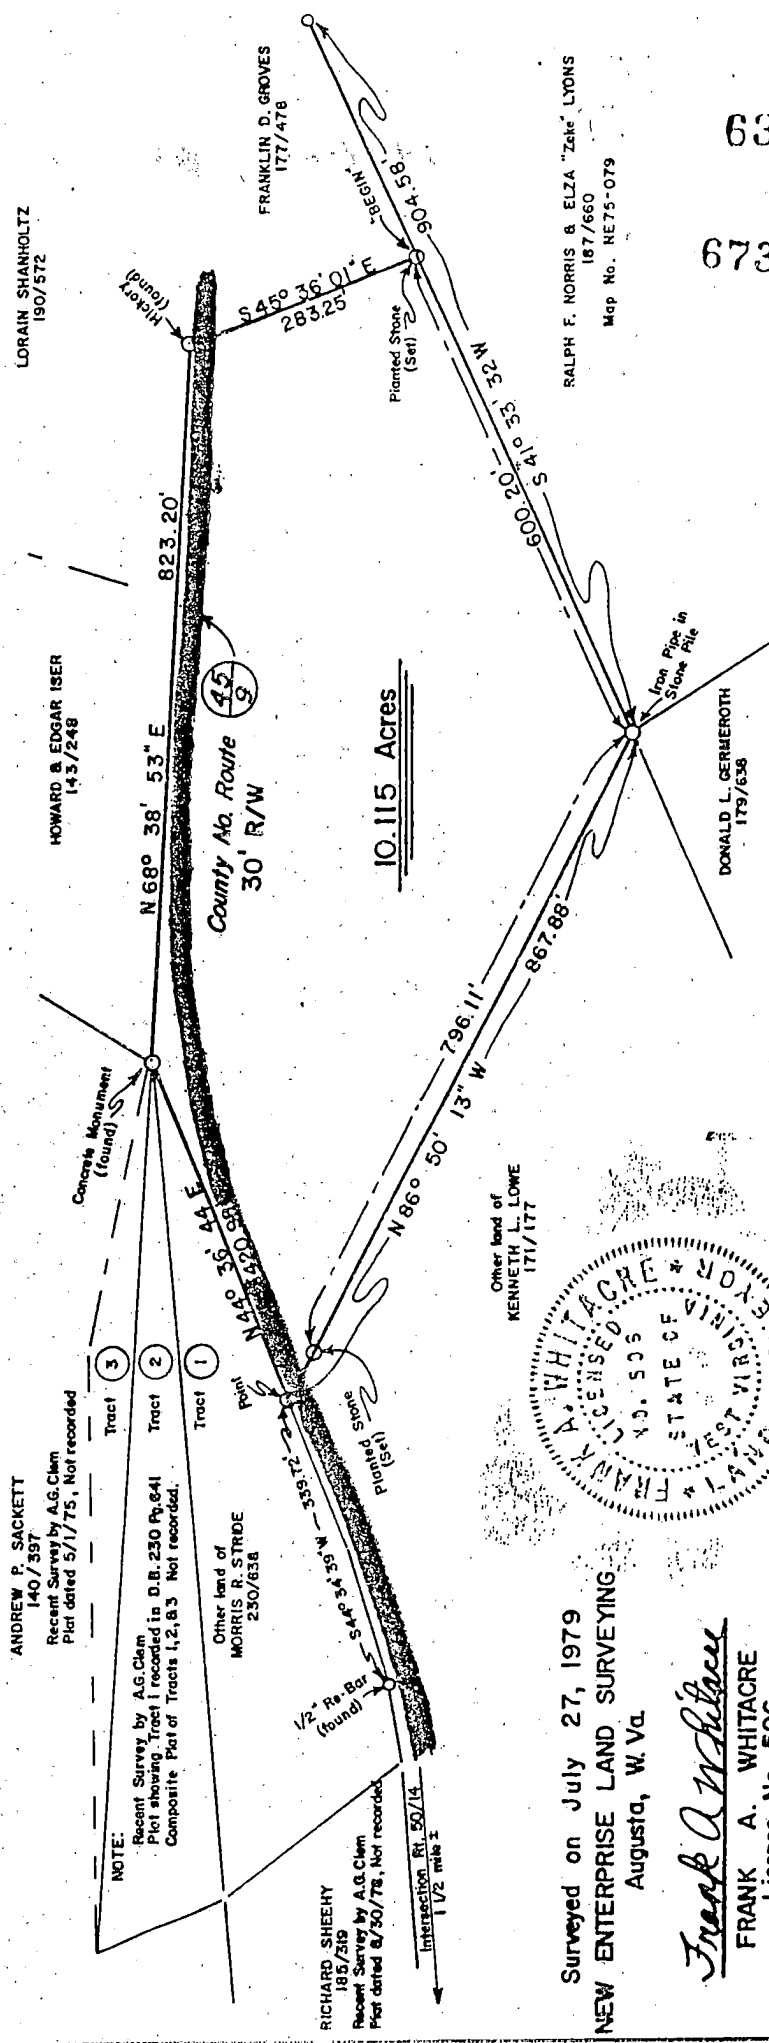 LORAIN SHANHOLTZ
190/572
Hickory
(found)
FRANKLIN D. GROVES
177/478
S 45° 36' 01" E
283.25'
"BEGIN"
904.58'
Planted Stone
(Set)
RALPH F. NORRIS & ELZA "Zeke" LYONS
187/660
Map No. NE75-079
63
673
HOWARD & EDGAR ISER
143/248
N 68° 38' 53" E
823.20'
County No. Route
45
9
30' R/W
10.115 Acres
600.20'
S 41° 33' 32 W
Iron Pipe in
Stone Pile
DONALD L. GERMEROTH
179/638
Concrete Monument
(found)
796.11'
N 86° 50' 13" W
867.88'
Other land of
KENNETH L. LOWE
171/177
N 44° 36' 44 E
420.98'
ANDREW P. SACKETT
140/397
Recent Survey by A.G. Clem
Plat dated 5/1/75, Not recorded
Tract 3
Tract 2
Tract 1
Point
Planted Stone
(Set)
NOTE:
Recent Survey by A.G. Clem
Plat showing Tract 1 recorded in D.B. 230 Pg. 641
Composite Plat of Tracts 1, 2, & 3 Not recorded.
Other land of
MORRIS R. STRIDE
230/638
S 44° 34' 39" W — 339.72'
1/2" Re-Bar
(found)
RICHARD SHEEHY
185/319
Recent Survey by A.G. Clem
Plat dated 8/30/78, Not recorded
Intersection Rt. 50/14
1 1/2 mile ±
FRANK A. WHITACRE
LICENSED
NO. 506
STATE OF
WEST VIRGINIA
Surveyed on July 27, 1979
NEW ENTERPRISE LAND SURVEYING
Augusta, W. Va.
Frank A Whitacre
FRANK A. WHITACRE
License No. 506